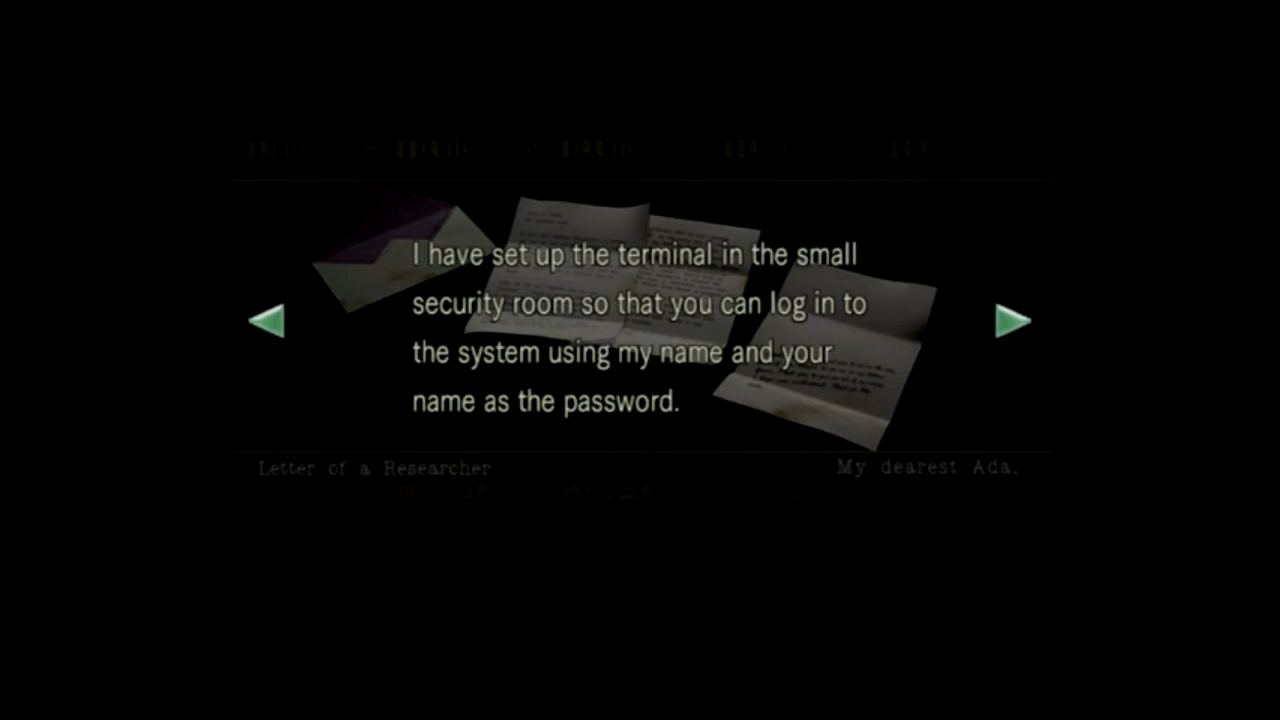 I have set up the terminal in the small
security room so that you can log in to
the system using my name and your
name as the password.
Letter of a Researcher
My dearest Ada.